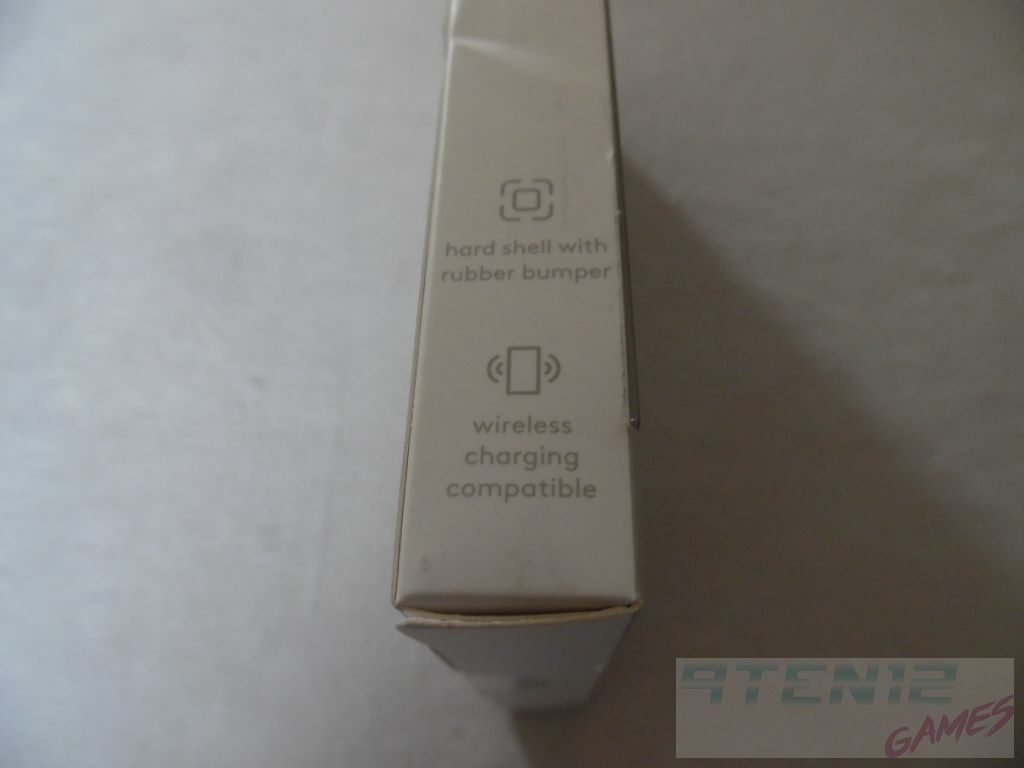 hard shell with
rubber bumper
wireless
charging
compatible
9TEN12
GAMES